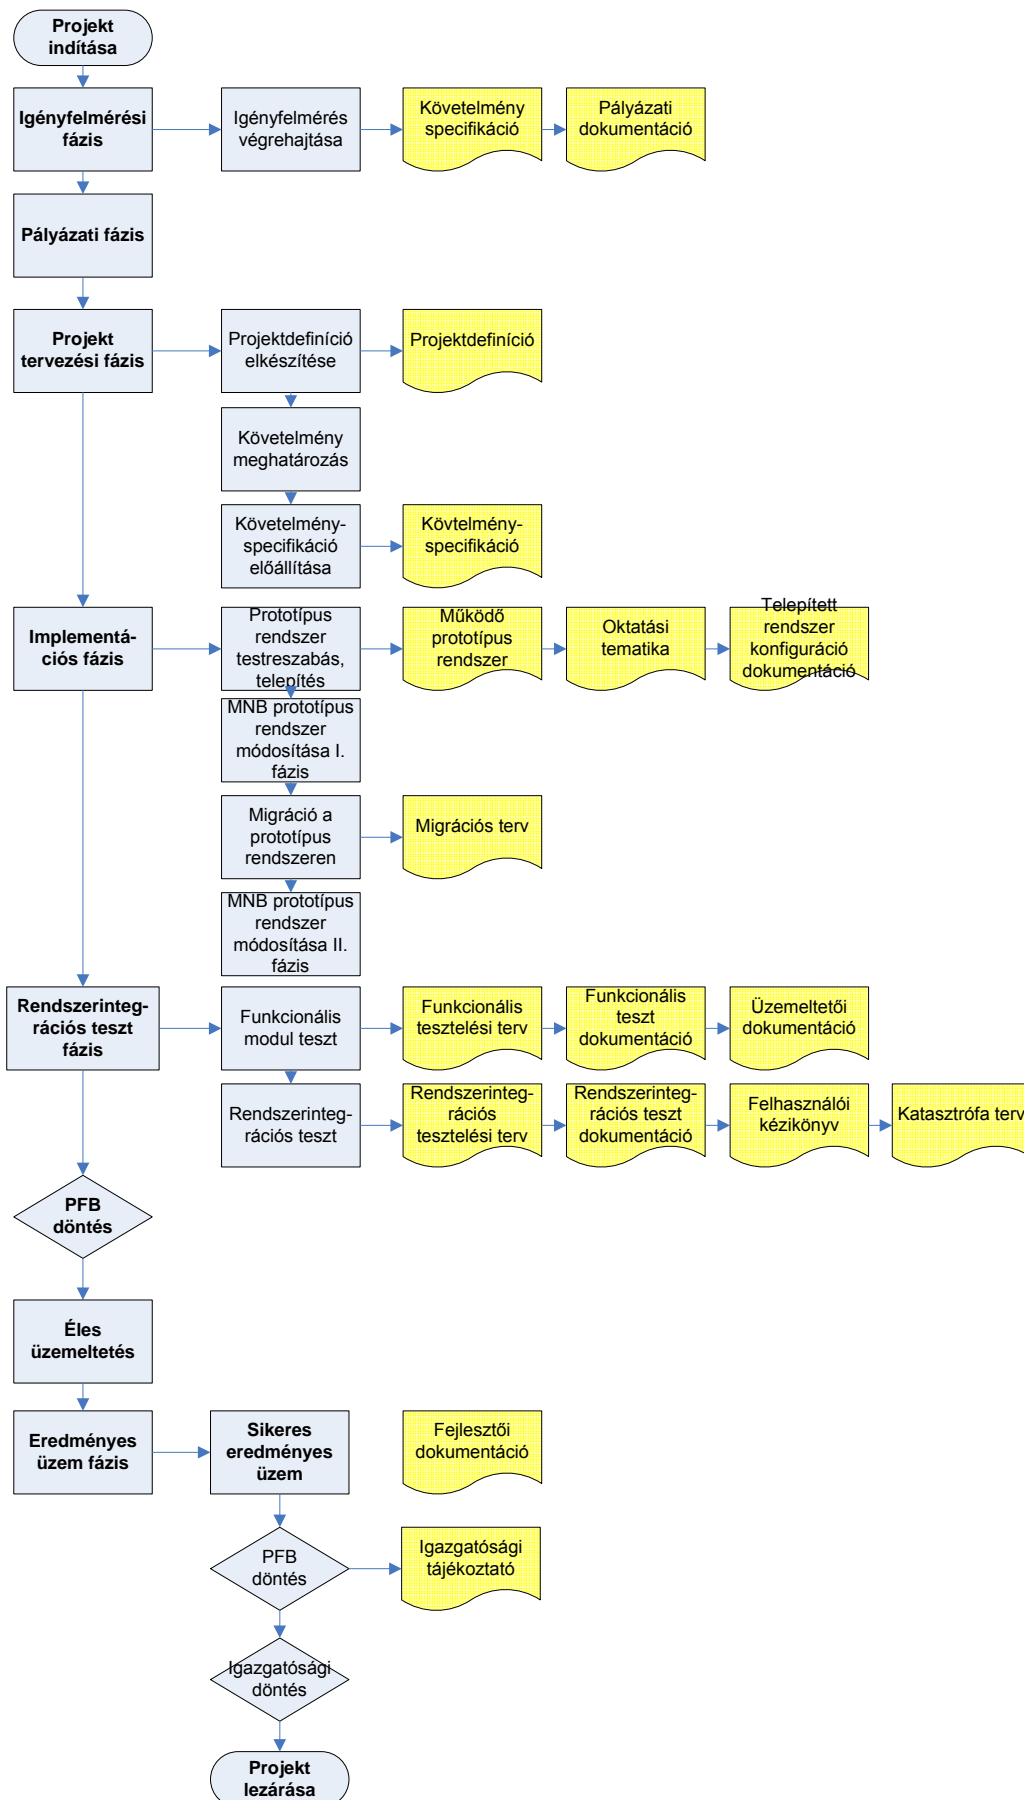 Projekt
indítása
Igényfelmérési
fázis
Igényfelmérés
végrehajtása
Követelmény
specifikáció
Pályázati
dokumentáció
Pályázati fázis
Projekt
tervezési fázis
Projektdefiníció
elkészítése
Projektdefiníció
Követelmény
meghatározás
Követelmény-
specifikáció
előállítása
Kövtelmény-
specifikáció
Implementá-
ciós fázis
Prototípus
rendszer
testreszabás,
telepítés
Működő
prototípus
rendszer
Oktatási
tematika
Telepített
rendszer
konfiguráció
dokumentáció
MNB prototípus
rendszer
módosítása I.
fázis
Migráció a
prototípus
rendszeren
Migrációs terv
MNB prototípus
rendszer
módosítása II.
fázis
Rendszerinteg-
rációs teszt
fázis
Funkcionális
modul teszt
Funkcionális
tesztelési terv
Funkcionális
teszt
dokumentáció
Üzemeltetői
dokumentáció
Rendszerinteg-
rációs teszt
Rendszerinteg-
rációs
tesztelési terv
Rendszerinteg-
rációs teszt
dokumentáció
Felhasználói
kézikönyv
Katasztrófa terv
PFB
döntés
Éles
üzemeltetés
Eredményes
üzem fázis
Sikeres
eredményes
üzem
Fejlesztői
dokumentáció
PFB
döntés
Igazgatósági
tájékoztató
Igazgatósági
döntés
Projekt
lezárása